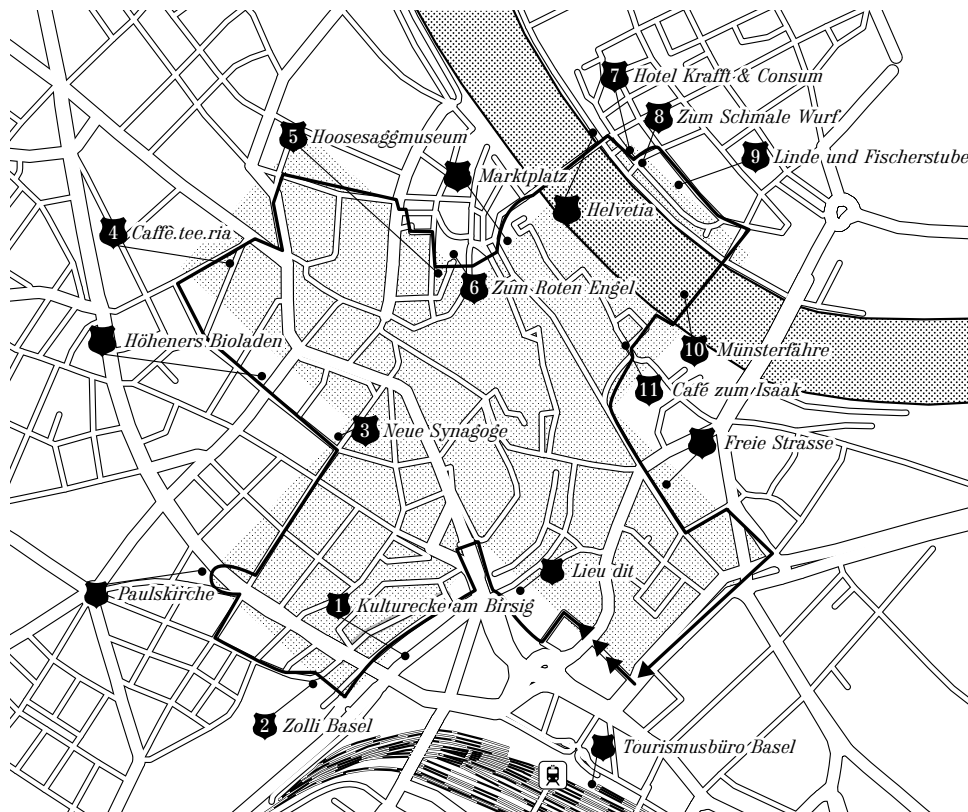 7 Hotel Krafft & Consum
8 Zum Schmale Wurf
5 Hoosesaggmuseum
9 Linde und Fischerstube
Marktplatz
Helvetia
4 Caffè.tee.ria
6 Zum Roten Engel
Höheners Bioladen
10 Münsterfähre
11 Café zum Isaak
3 Neue Synagoge
Freie Strasse
Lieu dit
Paulskirche
1 Kulturecke am Birsig
2 Zolli Basel
Tourismusbüro Basel